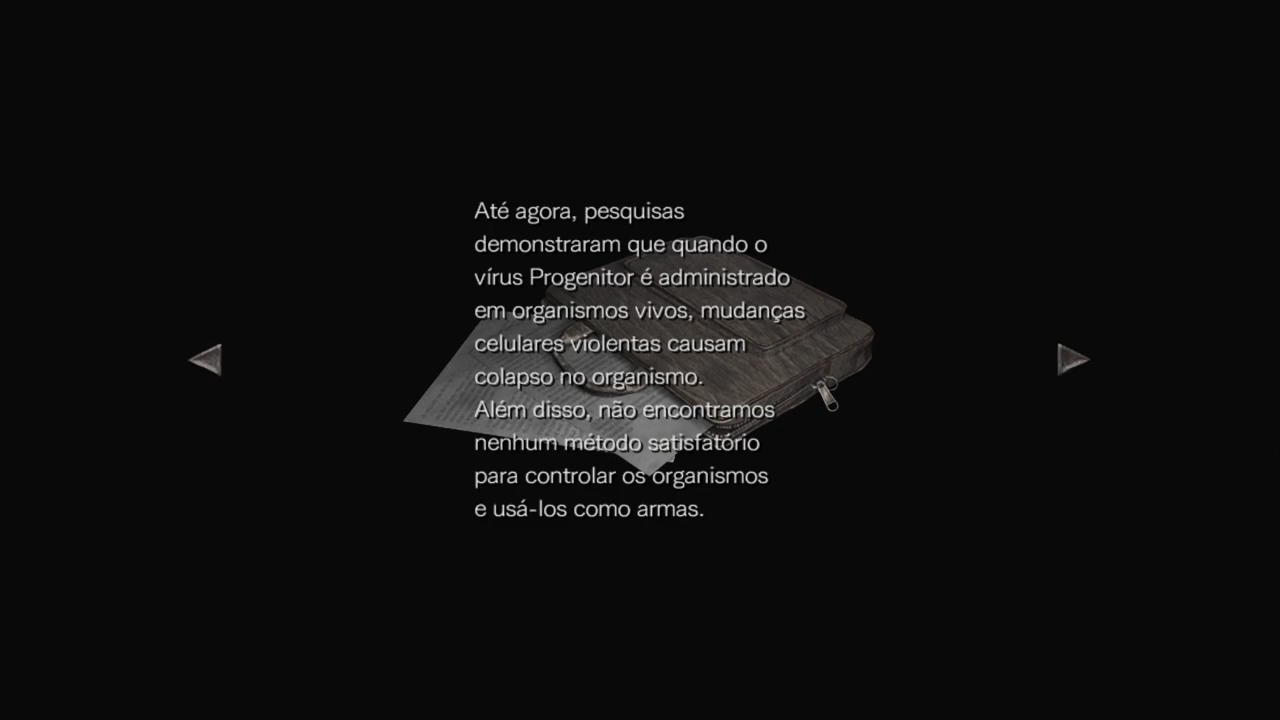 Até agora, pesquisas
demonstraram que quando o
vírus Progenitor é administrado
em organismos vivos, mudanças
celulares violentas causam
colapso no organismo.
Além disso, não encontramos
nenhum método satisfatório
para controlar os organismos
e usá-los como armas.